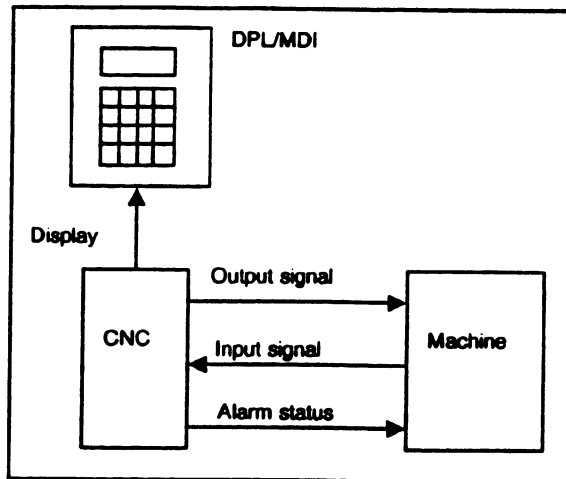 DPL/MDI
Display
Output signal
CNC
Input signal
Machine
Alarm status